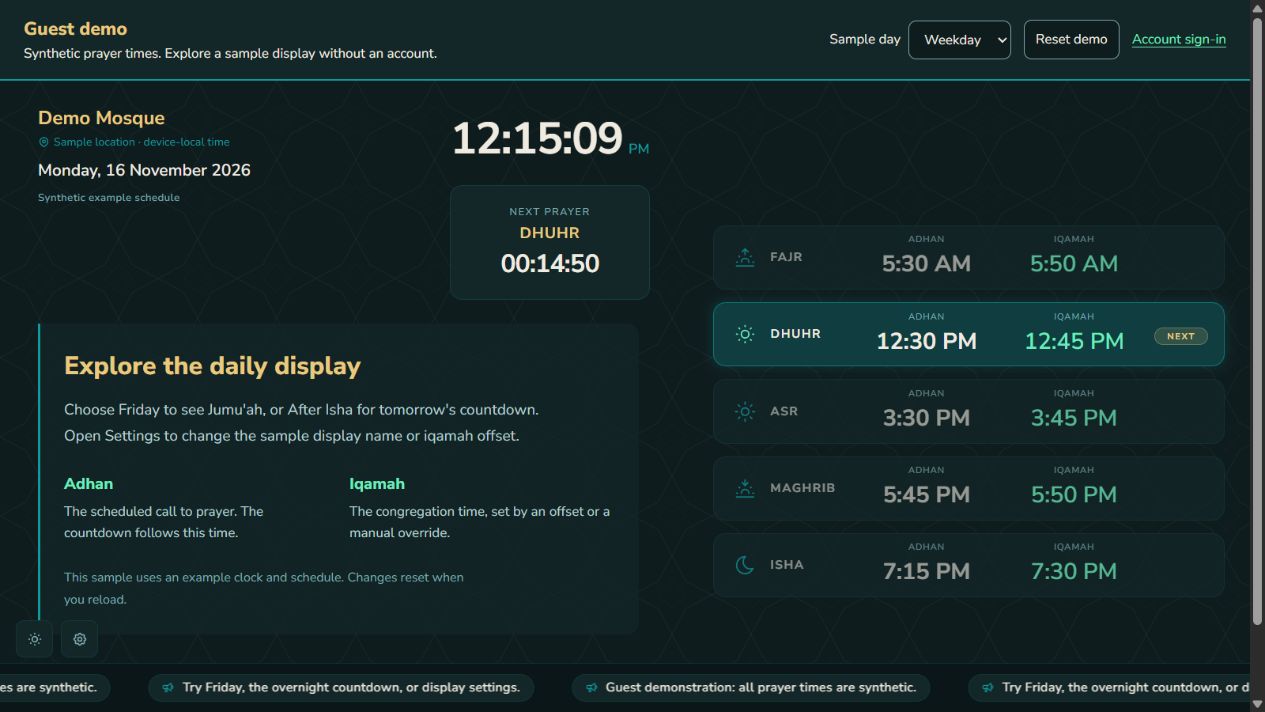 Guest demo
Synthetic prayer times. Explore a sample display without an account.
Sample day
Weekday
Reset demo
Account sign-in
Demo Mosque
Sample location · device-local time
Monday, 16 November 2026
Synthetic example schedule
12:15:09 PM
NEXT PRAYER
DHUHR
00:14:50
Explore the daily display
Choose Friday to see Jumu'ah, or After Isha for tomorrow's countdown.
Open Settings to change the sample display name or iqamah offset.
Adhan
The scheduled call to prayer. The
countdown follows this time.
Iqamah
The congregation time, set by an offset or a
manual override.
This sample uses an example clock and schedule. Changes reset when
you reload.
FAJR
ADHAN
5:30 AM
IQAMAH
5:50 AM
DHUHR
ADHAN
12:30 PM
IQAMAH
12:45 PM
NEXT
ASR
ADHAN
3:30 PM
IQAMAH
3:45 PM
MAGHRIB
ADHAN
5:45 PM
IQAMAH
5:50 PM
ISHA
ADHAN
7:15 PM
IQAMAH
7:30 PM
es are synthetic.
Try Friday, the overnight countdown, or display settings.
Guest demonstration: all prayer times are synthetic.
Try Friday, the overnight countdown, or d